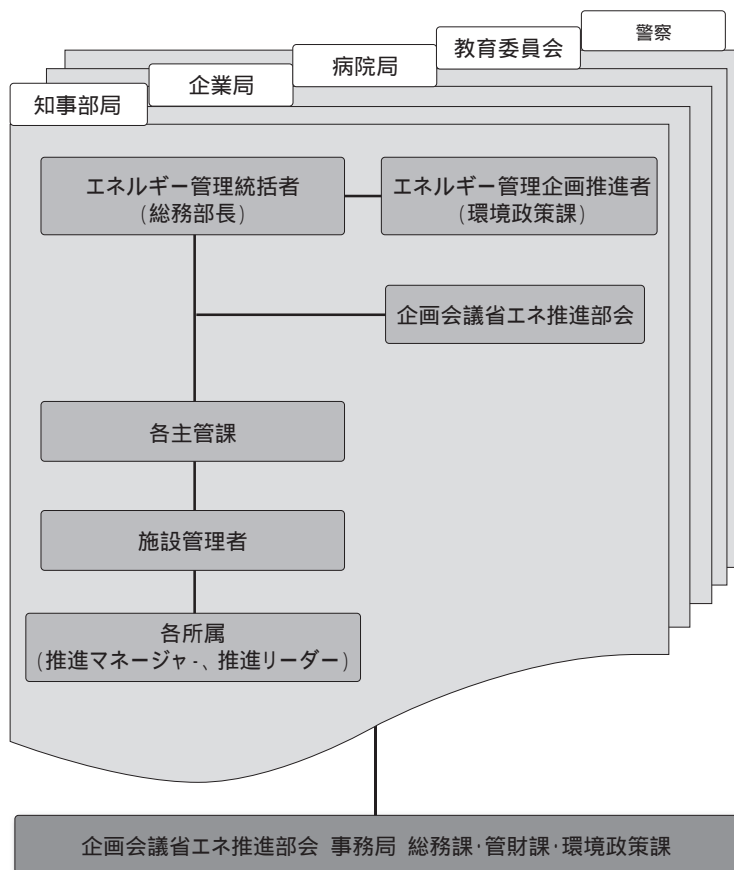 警察
教育委員会
病院局
企業局
知事部局
エネルギー管理統括者
(総務部長)
エネルギー管理企画推進者
(環境政策課)
企画会議省エネ推進部会
各主管課
施設管理者
各所属
(推進マネージャ-、推進リーダー)
企画会議省エネ推進部会 事務局 総務課・管財課・環境政策課